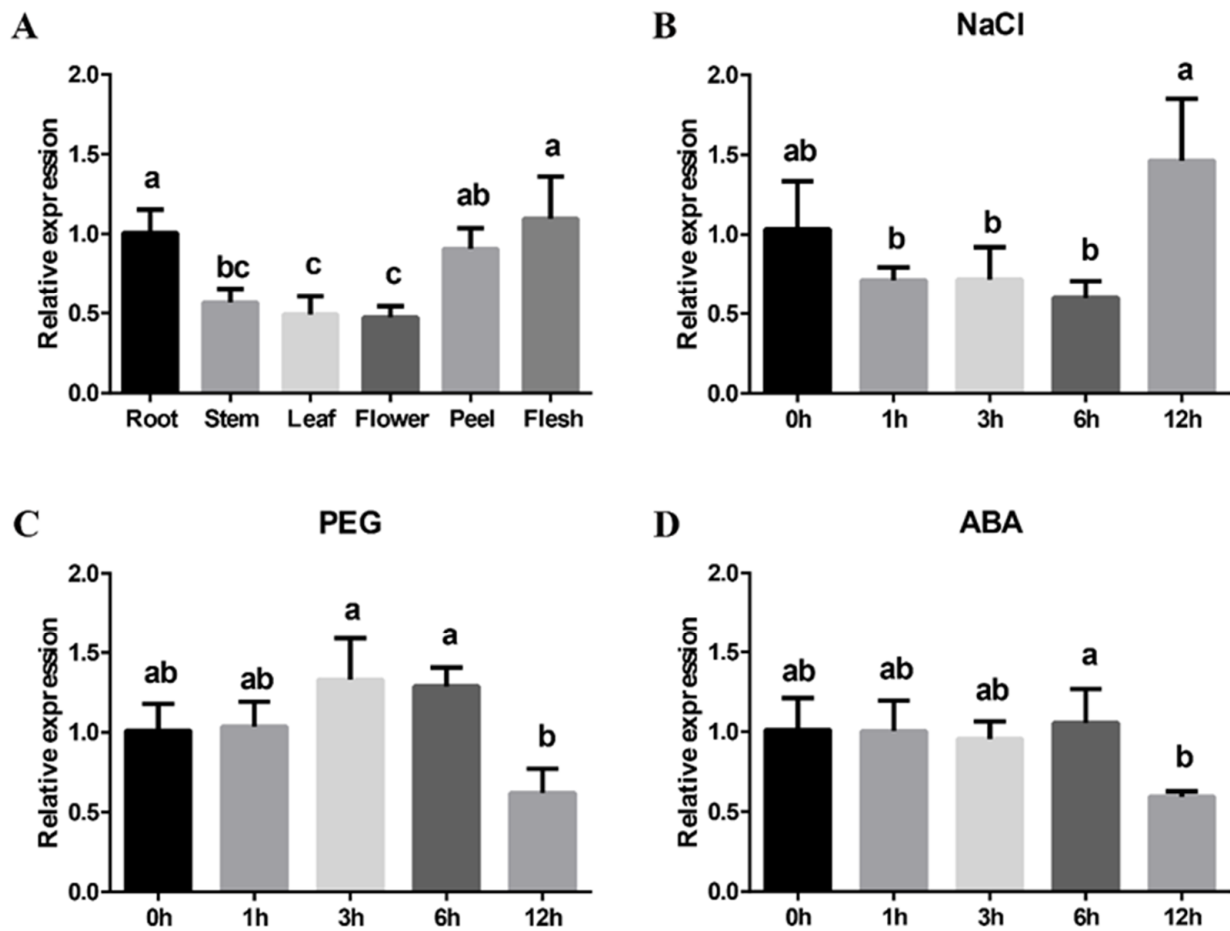 A
Relative expression
2.0
1.5
1.0
0.5
0.0
a
bc
c
c
ab
a
Root Stem Leaf Flower Peel Flesh
B
NaCl
Relative expression
2.0
1.5
1.0
0.5
0.0
ab
b
b
b
a
0h 1h 3h 6h 12h
C
PEG
Relative expression
2.0
1.5
1.0
0.5
0.0
ab
ab
a
a
b
0h 1h 3h 6h 12h
D
ABA
Relative expression
2.0
1.5
1.0
0.5
0.0
ab
ab
ab
a
b
0h 1h 3h 6h 12h